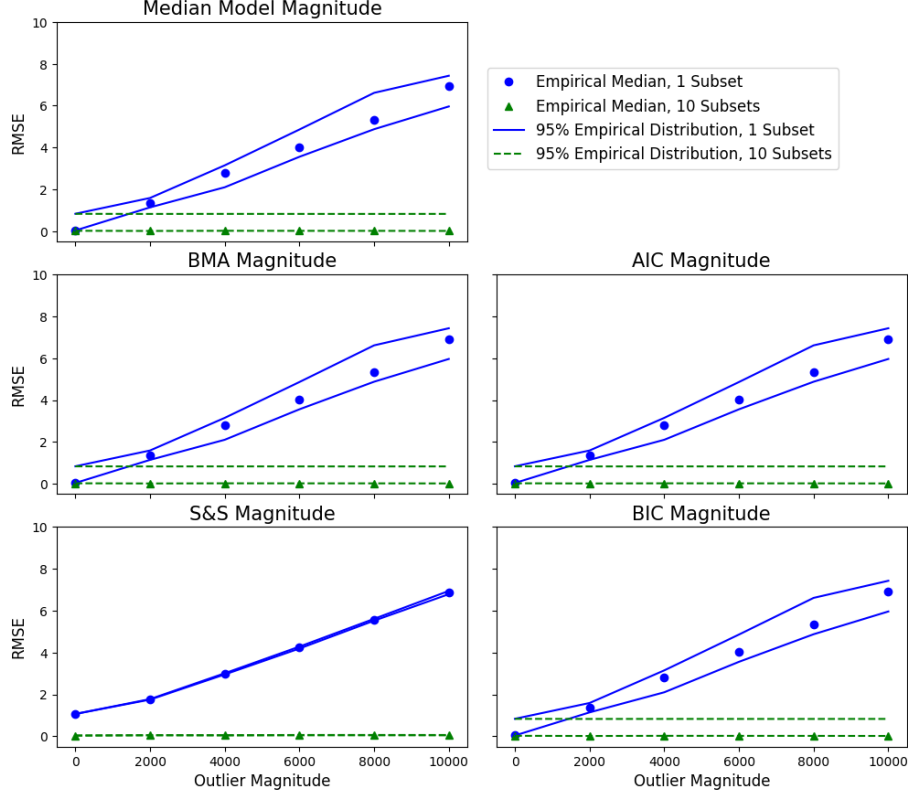 Median Model Magnitude
10
8
6
4
2
0
RMSE
Empirical Median, 1 Subset
Empirical Median, 10 Subsets
95% Empirical Distribution, 1 Subset
95% Empirical Distribution, 10 Subsets
BMA Magnitude
10
8
6
4
2
0
RMSE
AIC Magnitude
S&S Magnitude
10
8
6
4
2
0
RMSE
0 2000 4000 6000 8000 10000
Outlier Magnitude
BIC Magnitude
0 2000 4000 6000 8000 10000
Outlier Magnitude